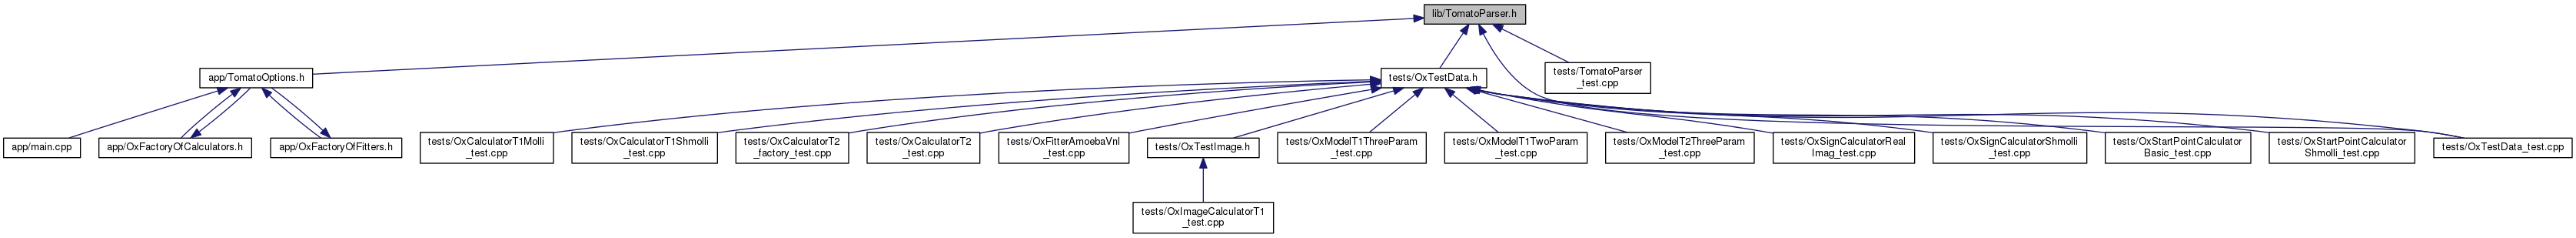 lib/TomatoParser.h
app/TomatoOptions.h
tests/OxTestData.h
tests/TomatoParser
_test.cpp
app/main.cpp
app/OxFactoryOfCalculators.h
app/OxFactoryOfFitters.h
tests/OxCalculatorT1Molli
_test.cpp
tests/OxCalculatorT1Shmolli
_test.cpp
tests/OxCalculatorT2
_factory_test.cpp
tests/OxCalculatorT2
_test.cpp
tests/OxFitterAmoebaVnl
_test.cpp
tests/OxTestImage.h
tests/OxModelT1ThreeParam
_test.cpp
tests/OxModelT1TwoParam
_test.cpp
tests/OxModelT2ThreeParam
_test.cpp
tests/OxSignCalculatorReal
Imag_test.cpp
tests/OxSignCalculatorShmolli
_test.cpp
tests/OxStartPointCalculator
Basic_test.cpp
tests/OxStartPointCalculator
Shmolli_test.cpp
tests/OxTestData_test.cpp
tests/OxImageCalculatorT1
_test.cpp